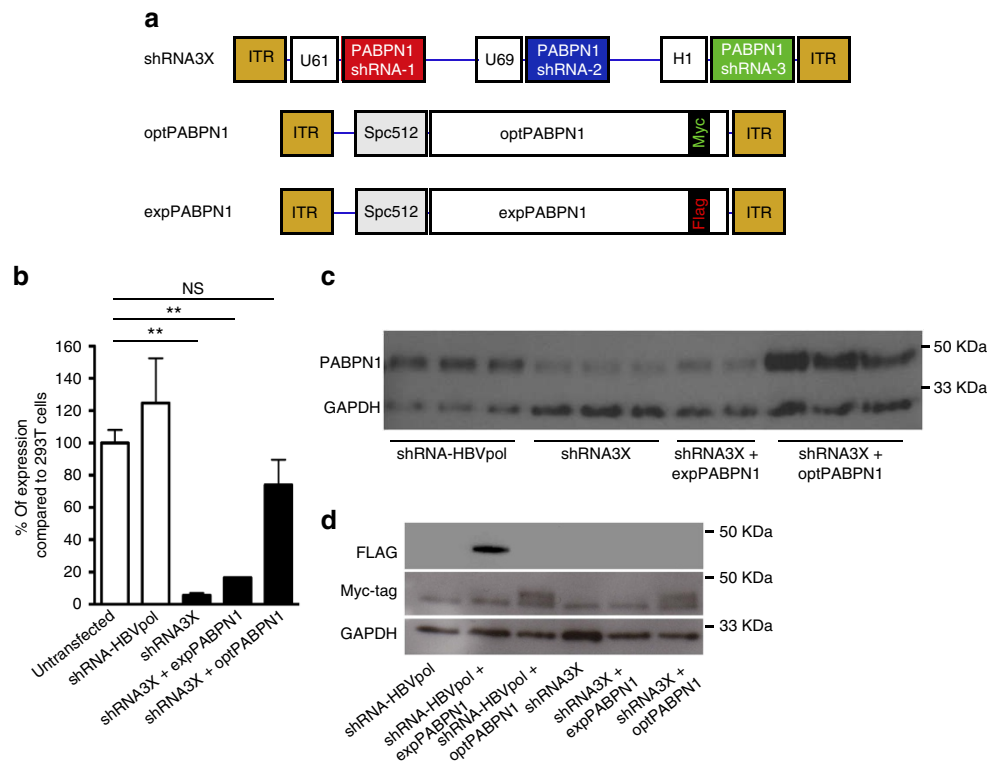 a
shRNA3X
ITR
U61
PABPN1
shRNA-1
U69
PABPN1
shRNA-2
H1
PABPN1
shRNA-3
ITR
optPABPN1
ITR
Spc512
optPABPN1
Myc
ITR
expPABPN1
ITR
Spc512
expPABPN1
Flag
ITR
b
NS
**
**
% Of expression
compared to 293T cells
160
140
120
100
80
60
40
20
0
Untransfected
shRNA-HBVpol
shRNA3X
shRNA3X + expPABPN1
shRNA3X + optPABPN1
c
PABPN1
GAPDH
50 KDa
33 KDa
shRNA-HBVpol
shRNA3X
shRNA3X +
expPABPN1
shRNA3X +
optPABPN1
d
FLAG
50 KDa
Myc-tag
50 KDa
GAPDH
33 KDa
shRNA-HBVpol
shRNA-HBVpol +
expPABPN1
shRNA-HBVpol +
optPABPN1
shRNA3X
shRNA3X +
expPABPN1
shRNA3X +
optPABPN1